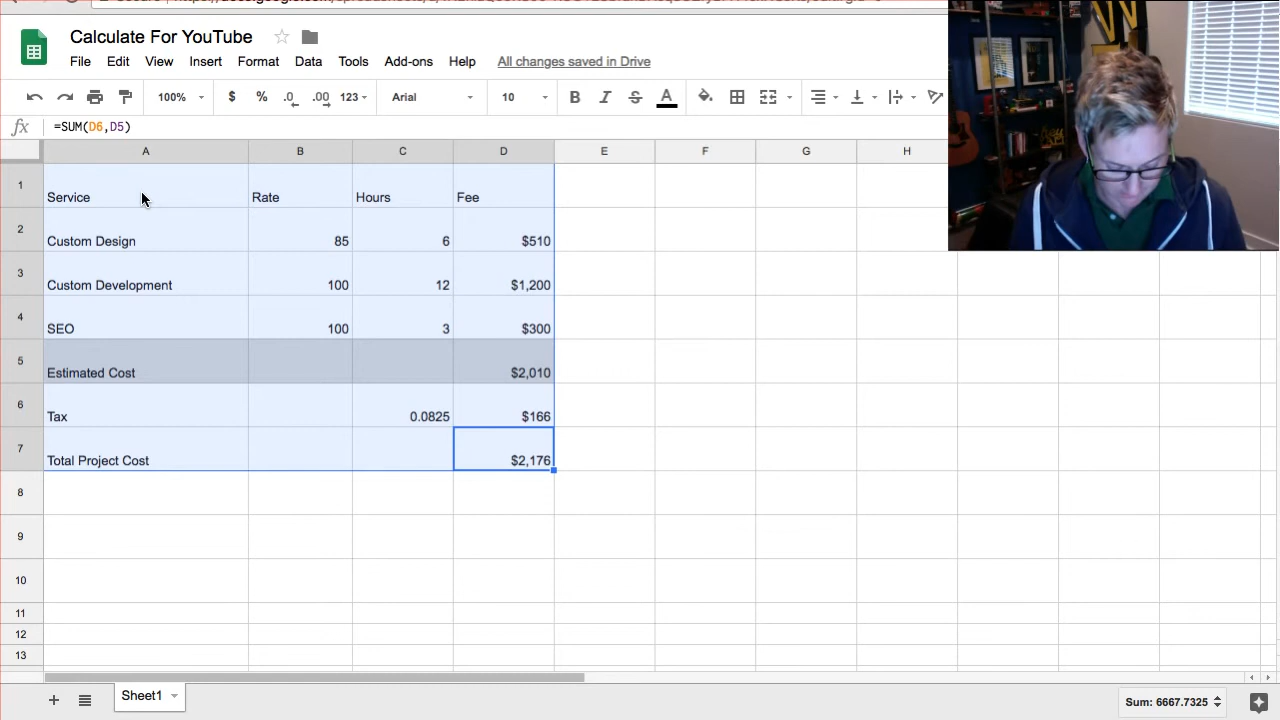 Calculate For YouTube
File Edit View Insert Format Data Tools Add-ons Help All changes saved in Drive
100% $ % .0 .00 123 Arial 10 B I S A
fx =SUM(D6,D5)
A B C D E F G H
1 Service Rate Hours Fee
2 Custom Design 85 6 $510
3 Custom Development 100 12 $1,200
4 SEO 100 3 $300
5 Estimated Cost $2,010
6 Tax 0.0825 $166
7 Total Project Cost $2,176
8
9
10
11
12
13
Sheet1 Sum: 6667.7325